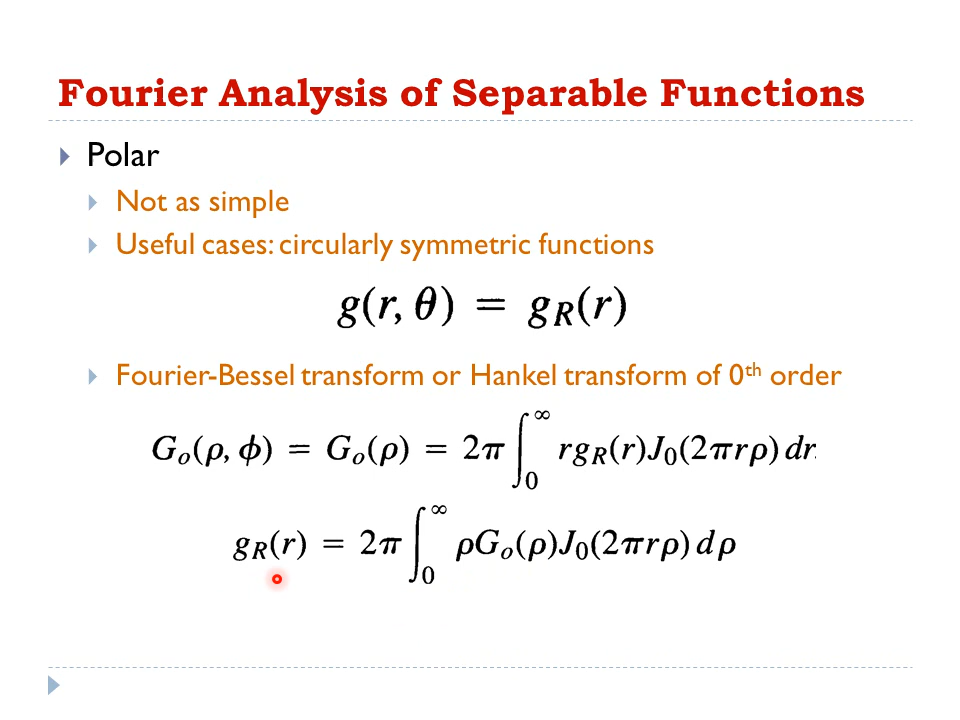 Fourier Analysis of Separable Functions
Polar
Not as simple
Useful cases: circularly symmetric functions
g(r, θ) = g_R(r)
Fourier-Bessel transform or Hankel transform of 0th order
G_o(ρ, ϕ) = G_o(ρ) = 2π ∫_0^∞ r g_R(r) J_0(2πrρ) dr.
g_R(r) = 2π ∫_0^∞ ρ G_o(ρ) J_0(2πrρ) dρ